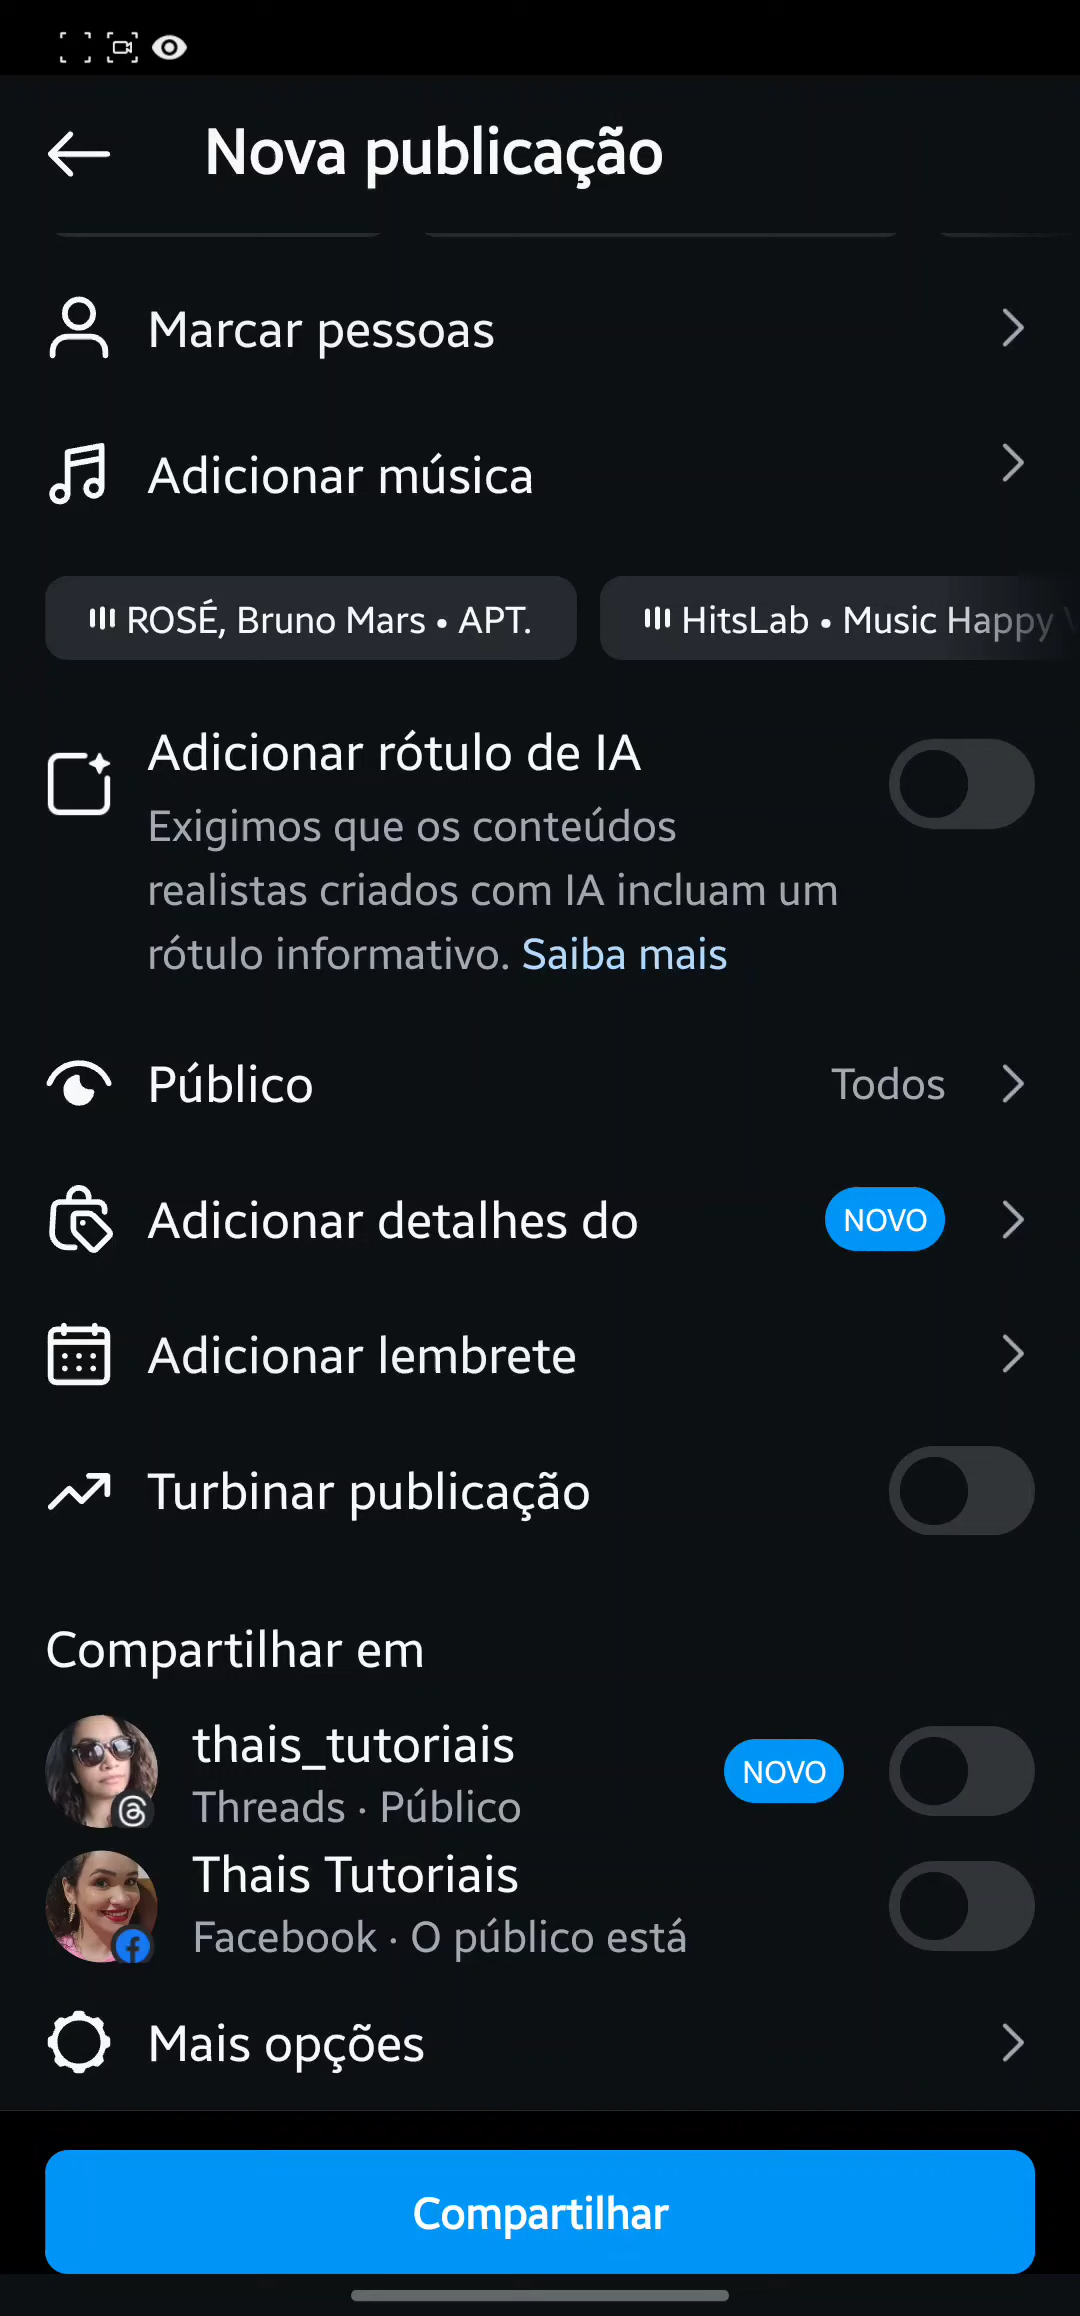 Nova publicação
Marcar pessoas
Adicionar música
ROSÉ, Bruno Mars • APT.
HitsLab • Music Happy
Adicionar rótulo de IA
Exigimos que os conteúdos
realistas criados com IA incluam um
rótulo informativo. Saiba mais
Público
Todos
Adicionar detalhes do
NOVO
Adicionar lembrete
Turbinar publicação
Compartilhar em
thais_tutoriais
NOVO
Threads · Público
Thais Tutoriais
Facebook · O público está
Mais opções
Compartilhar